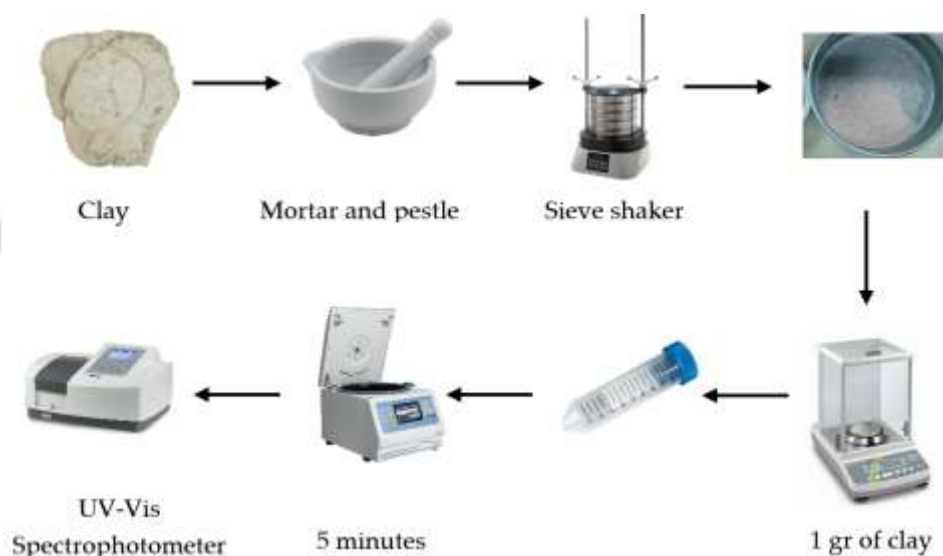 Clay
Mortar and pestle
Sieve shaker
UV-Vis
Spectrophotometer
5 minutes
1 gr of clay